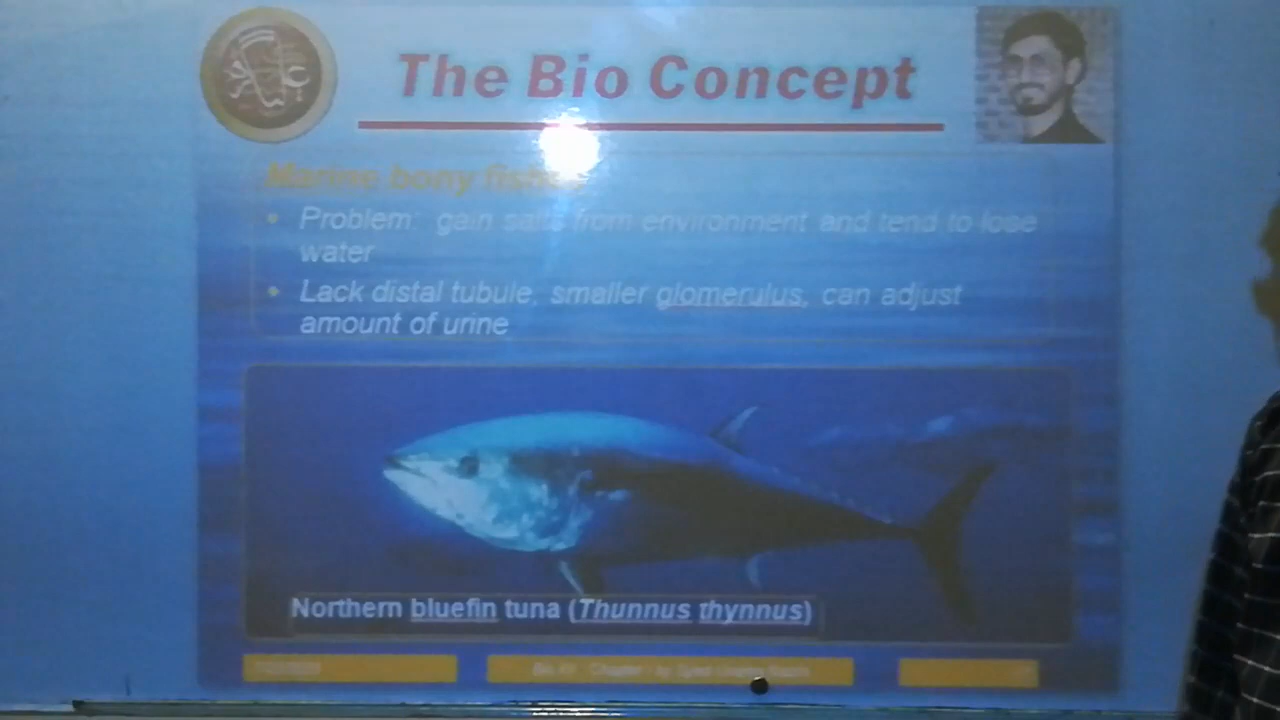 The Bio Concept
Marine bony fishes
• Problem: gain salts from environment and tend to lose
water
• Lack distal tubule, smaller glomerulus, can adjust
amount of urine
Northern bluefin tuna (Thunnus thynnus)